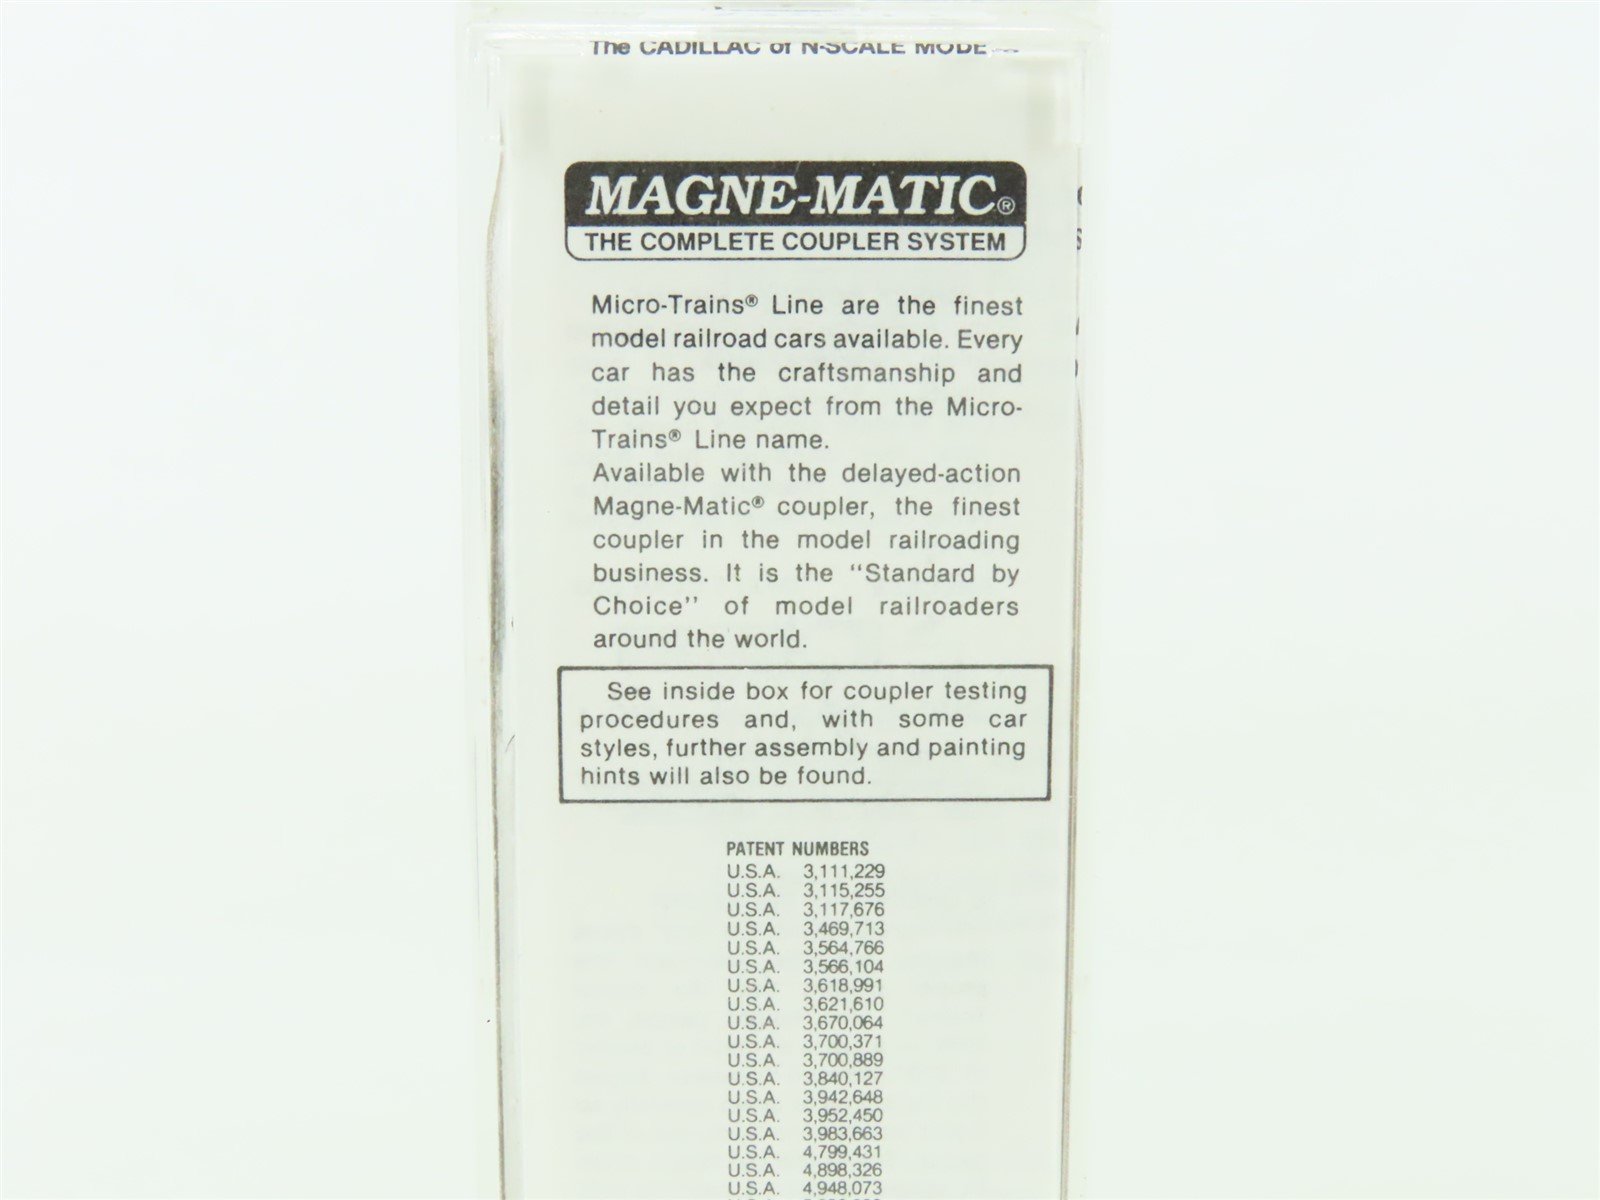 The CADILLAC of N-SCALE MODE
MAGNE-MATIC®
THE COMPLETE COUPLER SYSTEM
Micro-Trains® Line are the finest
model railroad cars available. Every
car has the craftsmanship and
detail you expect from the Micro-
Trains® Line name.
Available with the delayed-action
Magne-Matic® coupler, the finest
coupler in the model railroading
business. It is the “Standard by
Choice” of model railroaders
around the world.
See inside box for coupler testing
procedures and, with some car
styles, further assembly and painting
hints will also be found.
PATENT NUMBERS
U.S.A. 3,111,229
U.S.A. 3,115,255
U.S.A. 3,117,676
U.S.A. 3,469,713
U.S.A. 3,564,766
U.S.A. 3,566,104
U.S.A. 3,618,991
U.S.A. 3,621,610
U.S.A. 3,670,064
U.S.A. 3,700,371
U.S.A. 3,700,889
U.S.A. 3,840,127
U.S.A. 3,942,648
U.S.A. 3,952,450
U.S.A. 3,983,663
U.S.A. 4,799,431
U.S.A. 4,898,326
U.S.A. 4,948,073